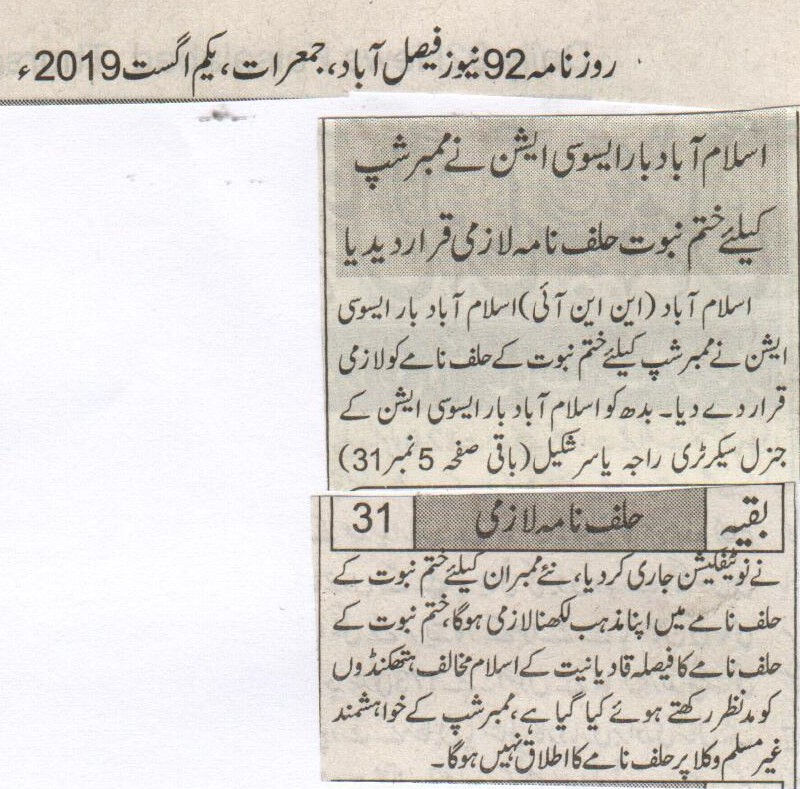 روزنامہ 92 نیوز فیصل آباد، جمعرات، یکم اگست 2019ء
اسلام آباد بار ایسوسی ایشن نے ممبر شپ
کیلئے ختم نبوت حلف نامہ لازمی قرار دیدیا
اسلام آباد (این این آئی) اسلام آباد بار ایسوسی
ایشن نے ممبر شپ کیلئے ختم نبوت کے حلف نامے کو لازمی
قرار دے دیا۔ بدھ کو اسلام آباد بار ایسوسی ایشن کے
جنرل سیکرٹری راجہ یاسر شکیل (باقی صفحہ 5 نمبر 31)
بقیہ حلف نامہ لازمی 31
نے نوٹیفکیشن جاری کر دیا، نئے ممبران کیلئے ختم نبوت کے
حلف نامے میں اپنا مذہب لکھنا لازمی ہوگا، ختم نبوت کے
حلف نامے کا فیصلہ قادیانیت کے اسلام مخالف ہتھکنڈوں
کو مدنظر رکھتے ہوئے کیا گیا ہے، ممبر شپ کے خواہشمند
غیر مسلم وکلا پر حلف نامے کا اطلاق نہیں ہوگا۔